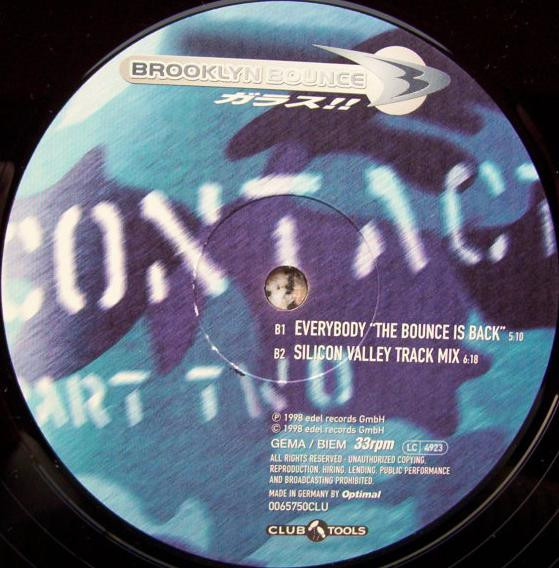 BROOKLYN BOUNCE B
ガラス!!
CONTACT
B1 EVERYBODY "THE BOUNCE IS BACK" 5:10
B2 SILICON VALLEY TRACK MIX 6:18
ART TWO
℗ 1998 edel records GmbH
© 1998 edel records GmbH
GEMA / BIEM 33rpm LC 4923
ALL RIGHTS RESERVED - UNAUTHORIZED COPYING,
REPRODUCTION, HIRING, LENDING, PUBLIC PERFORMANCE
AND BROADCASTING PROHIBITED.
MADE IN GERMANY BY Optimal
0065750CLU
CLUB TOOLS